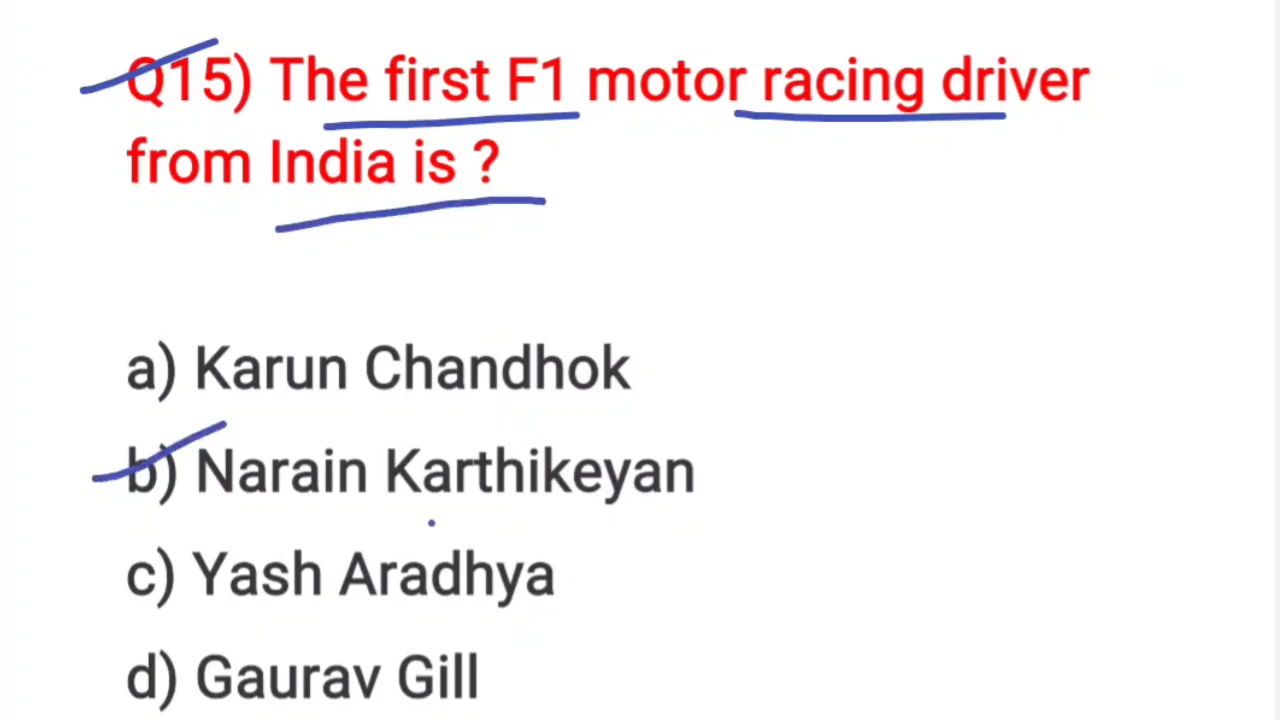 Q15) The first F1 motor racing driver
from India is ?
a) Karun Chandhok
b) Narain Karthikeyan
c) Yash Aradhya
d) Gaurav Gill